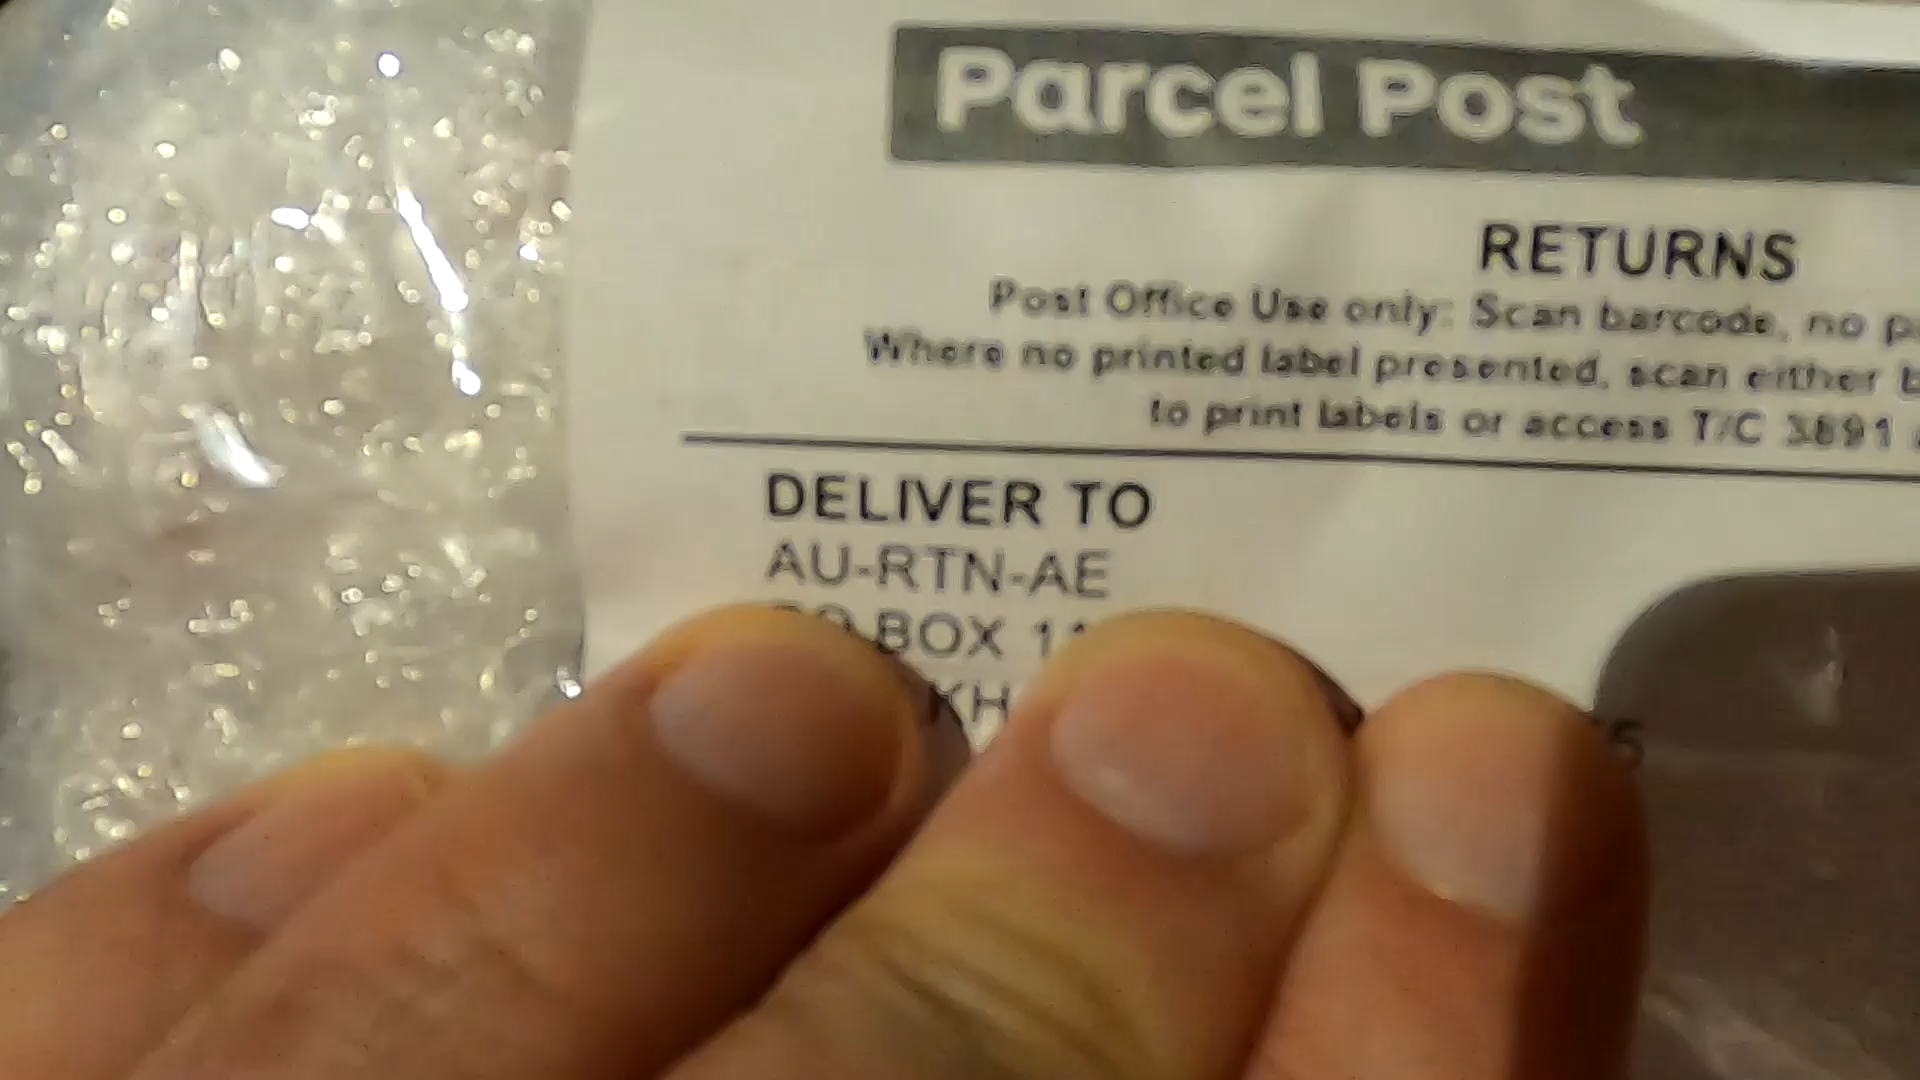 Parcel Post
RETURNS
Post Office Use only: Scan barcode, no
Where no printed label presented, scan either
to print labels or access T/C 3891
DELIVER TO
AU-RTN-AE
BOX